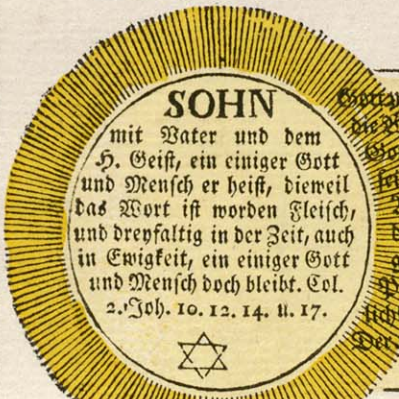 SOHN
mit Vater und dem
H. Geist, ein einiger Gott
und Mensch er heist, dieweil
das Wort ist worden Fleisch,
und dreyfaltig in der Zeit, auch
in Ewigkeit, ein einiger Gott
und Mensch doch bleibt. Col.
2. Joh. 10. 12. 14. u. 17.